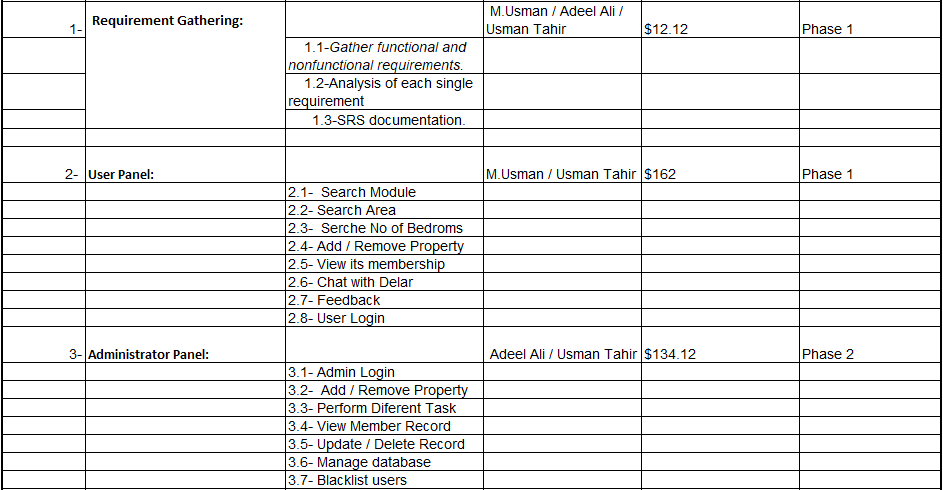 1- Requirement Gathering: M.Usman / Adeel Ali /
Usman Tahir $12.12 Phase 1
1.1-Gather functional and
nonfunctional requirements.
1.2-Analysis of each single
requirement
1.3-SRS documentation.
2- User Panel: M.Usman / Usman Tahir $162 Phase 1
2.1- Search Module
2.2- Search Area
2.3- Serche No of Bedroms
2.4- Add / Remove Property
2.5- View its membership
2.6- Chat with Delar
2.7- Feedback
2.8- User Login
3- Administrator Panel: Adeel Ali / Usman Tahir $134.12 Phase 2
3.1- Admin Login
3.2- Add / Remove Property
3.3- Perform Diferent Task
3.4- View Member Record
3.5- Update / Delete Record
3.6- Manage database
3.7- Blacklist users